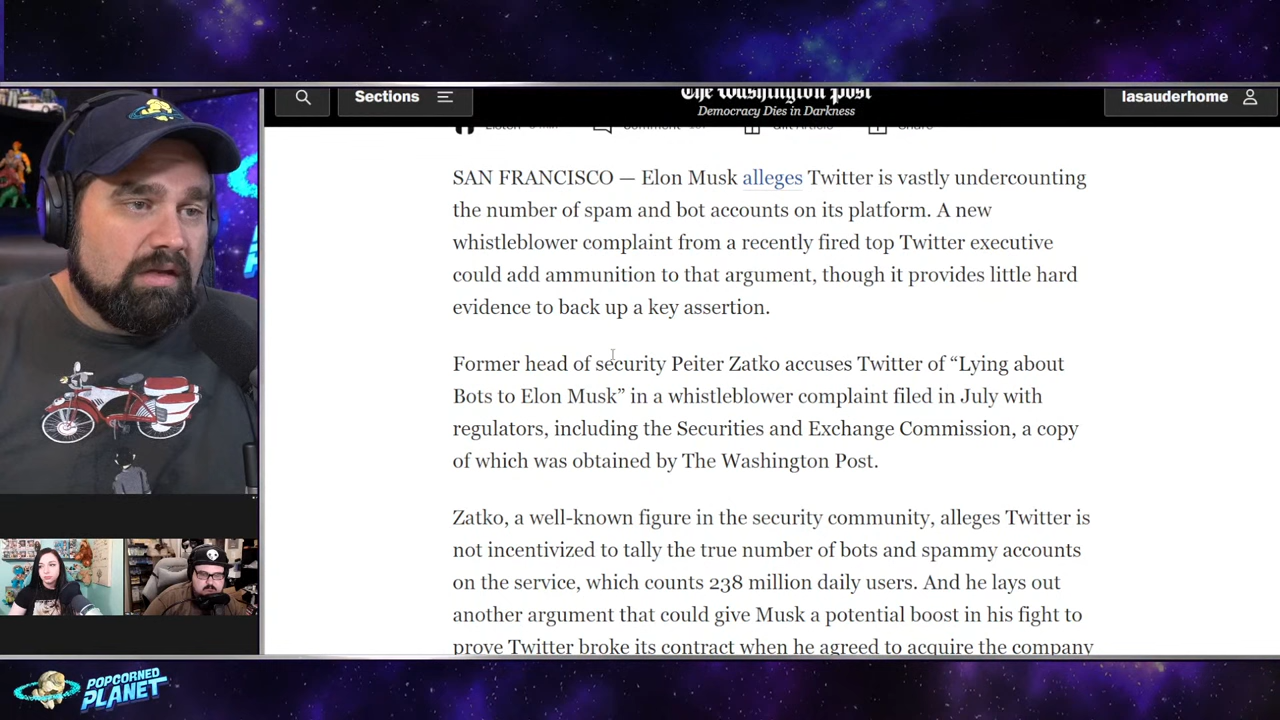 Sections
The Washington Post
Democracy Dies in Darkness
lasauderhome
SAN FRANCISCO — Elon Musk alleges Twitter is vastly undercounting
the number of spam and bot accounts on its platform. A new
whistleblower complaint from a recently fired top Twitter executive
could add ammunition to that argument, though it provides little hard
evidence to back up a key assertion.
Former head of security Peiter Zatko accuses Twitter of “Lying about
Bots to Elon Musk” in a whistleblower complaint filed in July with
regulators, including the Securities and Exchange Commission, a copy
of which was obtained by The Washington Post.
Zatko, a well-known figure in the security community, alleges Twitter is
not incentivized to tally the true number of bots and spammy accounts
on the service, which counts 238 million daily users. And he lays out
another argument that could give Musk a potential boost in his fight to
prove Twitter broke its contract when he agreed to acquire the company
POPCORNED
PLANET